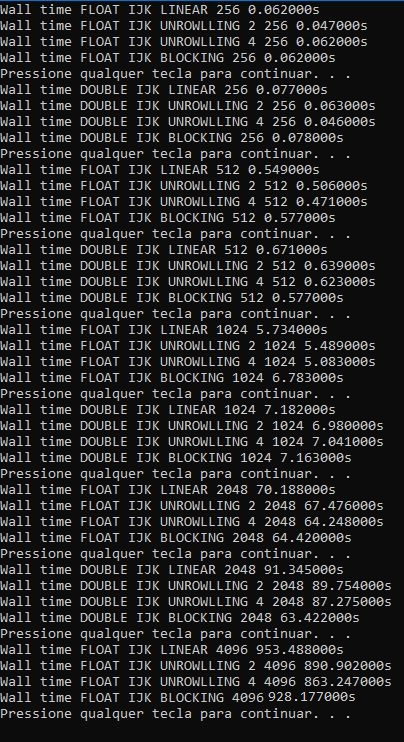 Wall time FLOAT IJK LINEAR 256 0.062000s
Wall time FLOAT IJK UNROWLLING 2 256 0.047000s
Wall time FLOAT IJK UNROWLLING 4 256 0.062000s
Wall time FLOAT IJK BLOCKING 256 0.062000s
Pressione qualquer tecla para continuar. . .
Wall time DOUBLE IJK LINEAR 256 0.077000s
Wall time DOUBLE IJK UNROWLLING 2 256 0.063000s
Wall time DOUBLE IJK UNROWLLING 4 256 0.046000s
Wall time DOUBLE IJK BLOCKING 256 0.078000s
Pressione qualquer tecla para continuar. . .
Wall time FLOAT IJK LINEAR 512 0.549000s
Wall time FLOAT IJK UNROWLLING 2 512 0.506000s
Wall time FLOAT IJK UNROWLLING 4 512 0.471000s
Wall time FLOAT IJK BLOCKING 512 0.577000s
Pressione qualquer tecla para continuar. . .
Wall time DOUBLE IJK LINEAR 512 0.671000s
Wall time DOUBLE IJK UNROWLLING 2 512 0.639000s
Wall time DOUBLE IJK UNROWLLING 4 512 0.623000s
Wall time DOUBLE IJK BLOCKING 512 0.577000s
Pressione qualquer tecla para continuar. . .
Wall time FLOAT IJK LINEAR 1024 5.734000s
Wall time FLOAT IJK UNROWLLING 2 1024 5.489000s
Wall time FLOAT IJK UNROWLLING 4 1024 5.083000s
Wall time FLOAT IJK BLOCKING 1024 6.783000s
Pressione qualquer tecla para continuar. . .
Wall time DOUBLE IJK LINEAR 1024 7.182000s
Wall time DOUBLE IJK UNROWLLING 2 1024 6.980000s
Wall time DOUBLE IJK UNROWLLING 4 1024 7.041000s
Wall time DOUBLE IJK BLOCKING 1024 7.163000s
Pressione qualquer tecla para continuar. . .
Wall time FLOAT IJK LINEAR 2048 70.188000s
Wall time FLOAT IJK UNROWLLING 2 2048 67.476000s
Wall time FLOAT IJK UNROWLLING 4 2048 64.248000s
Wall time FLOAT IJK BLOCKING 2048 64.420000s
Pressione qualquer tecla para continuar. . .
Wall time DOUBLE IJK LINEAR 2048 91.345000s
Wall time DOUBLE IJK UNROWLLING 2 2048 89.754000s
Wall time DOUBLE IJK UNROWLLING 4 2048 87.275000s
Wall time DOUBLE IJK BLOCKING 2048 63.422000s
Pressione qualquer tecla para continuar. . .
Wall time FLOAT IJK LINEAR 4096 953.488000s
Wall time FLOAT IJK UNROWLLING 2 4096 890.902000s
Wall time FLOAT IJK UNROWLLING 4 4096 863.247000s
Wall time FLOAT IJK BLOCKING 4096 928.177000s
Pressione qualquer tecla para continuar. . .